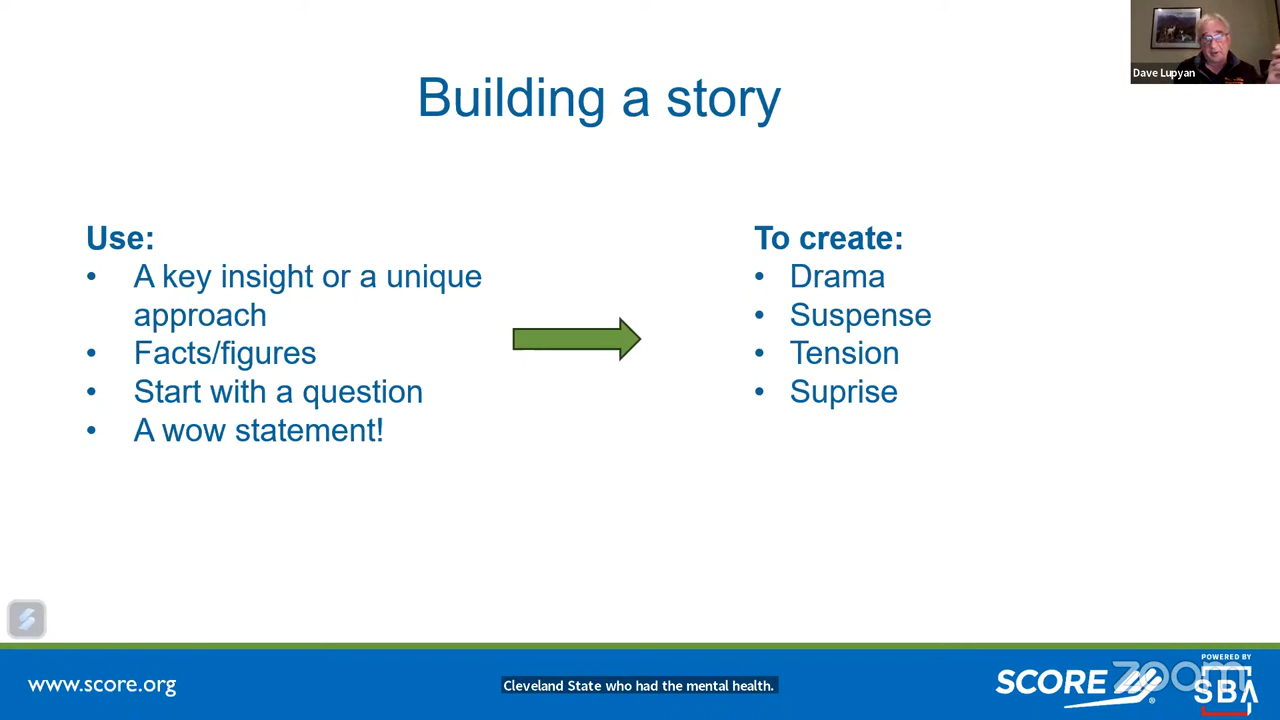 Dave Lupyan
Building a story
Use:
• A key insight or a unique
approach
• Facts/figures
• Start with a question
• A wow statement!
To create:
• Drama
• Suspense
• Tension
• Suprise
www.score.org
Cleveland State who had the mental health.
SCORE
®
zoom
POWERED BY
SBA